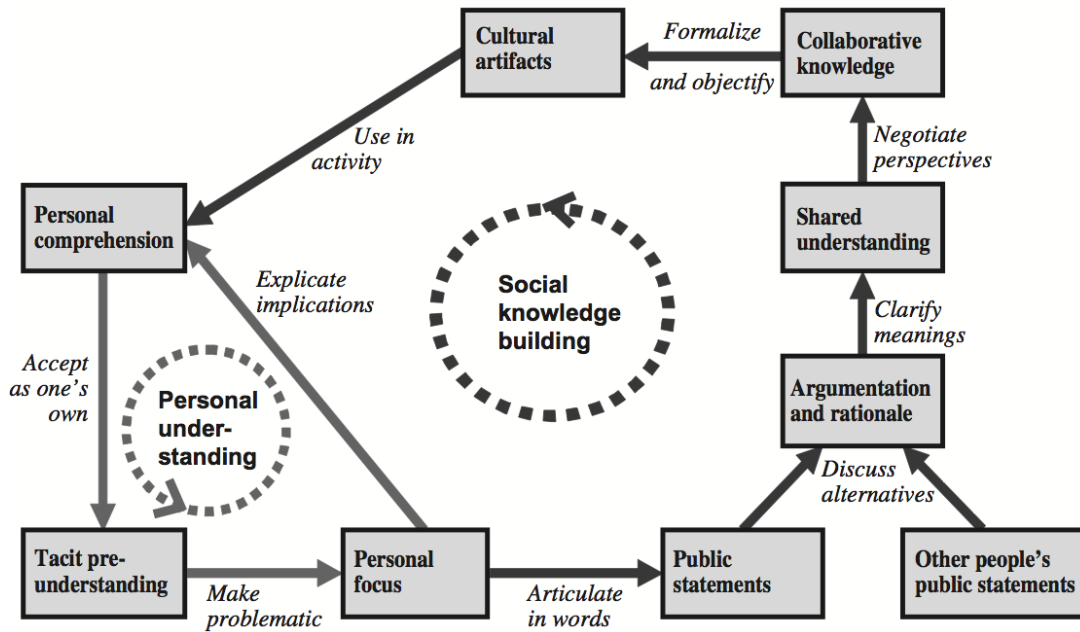 Cultural
artifacts
Formalize
and objectify
Collaborative
knowledge
Use in
activity
Negotiate
perspectives
Personal
comprehension
Shared
understanding
Explicate
implications
Social
knowledge
building
Clarify
meanings
Accept
as one's
own
Personal
under-
standing
Argumentation
and rationale
Discuss
alternatives
Tacit pre-
understanding
Make
problematic
Personal
focus
Articulate
in words
Public
statements
Other people's
public statements